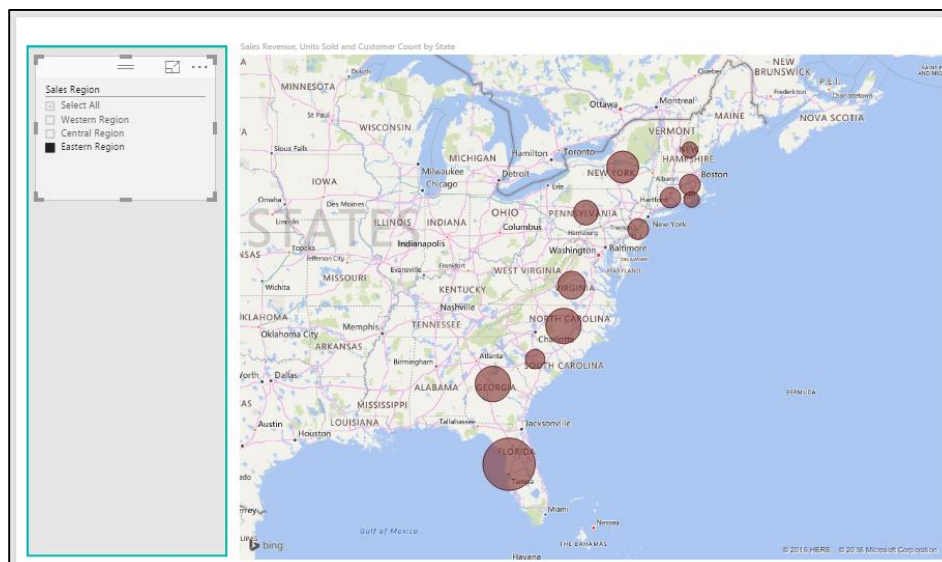 Sales Revenue, Units Sold and Customer Count by State
Sales Region
Select All
Western Region
Central Region
Eastern Region
NEW
BRUNSWICK
P.E.I.
Charlottetown
Fredericton
NOVA SCOTIA
Quebec
Montreal
Ottawa
MAINE
VERMONT
NEW
HAMPSHIRE
Duluth
MINNESOTA
St Paul
WISCONSIN
MICHIGAN
Hamilton
Toronto
Sioux Falls
Milwaukee
Detroit
Chicago
Erie
NEW YORK
Albany
Boston
Hartford
IOWA
Omaha
Des Moines
Lincoln
STATES
ILLINOIS
INDIANA
OHIO
Columbus
PENNSYLVANIA
Harrisburg
Trenton
New York
Indianapolis
Washington
Baltimore
DELAWARE
MARYLAND
Topeka
Jefferson City
NSAS
MISSOURI
Evansville
Frankfort
WEST VIRGINIA
VIRGINIA
Wichita
KENTUCKY
Nashville
KLAHOMA
Oklahoma City
TENNESSEE
Memphis
NORTH CAROLINA
Charlotte
ARKANSAS
Birmingham
Atlanta
SOUTH CAROLINA
Worth
Dallas
ALABAMA
GEORGIA
MISSISSIPPI
BERMUDA
AS
LOUISIANA
Austin
Houston
Tallahassee
Jacksonville
FLORIDA
Tampa
Miami
Gulf of Mexico
Nassau
THE BAHAMAS
Havana
bing
© 2016 HERE © 2016 Microsoft Corporation